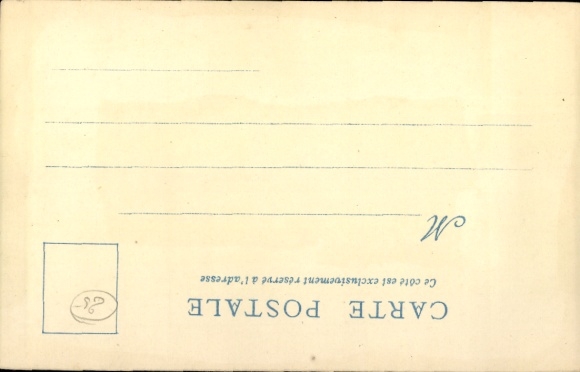 CARTE POSTALE
Ce côté est exclusivement réservé à l'adresse
M